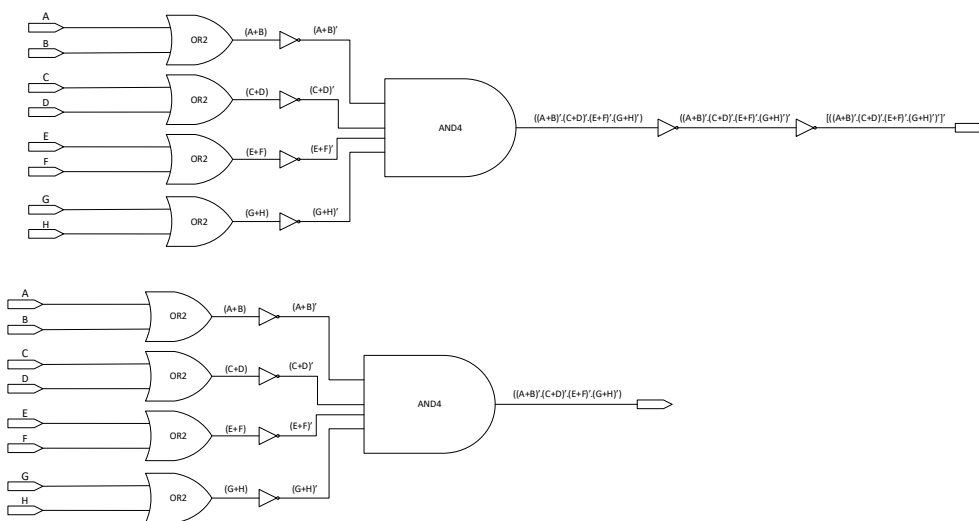 A
B
OR2
(A+B)
(A+B)’
C
D
OR2
(C+D)
(C+D)’
E
F
OR2
(E+F)
(E+F)’
G
H
OR2
(G+H)
(G+H)’
AND4
((A+B)’.(C+D)’.(E+F)’.(G+H)’)
((A+B)’.(C+D)’.(E+F)’.(G+H)’)’
[((A+B)’.(C+D)’.(E+F)’.(G+H)’)’]’
A
B
OR2
(A+B)
(A+B)’
C
D
OR2
(C+D)
(C+D)’
E
F
OR2
(E+F)
(E+F)’
G
H
OR2
(G+H)
(G+H)’
AND4
((A+B)’.(C+D)’.(E+F)’.(G+H)’)